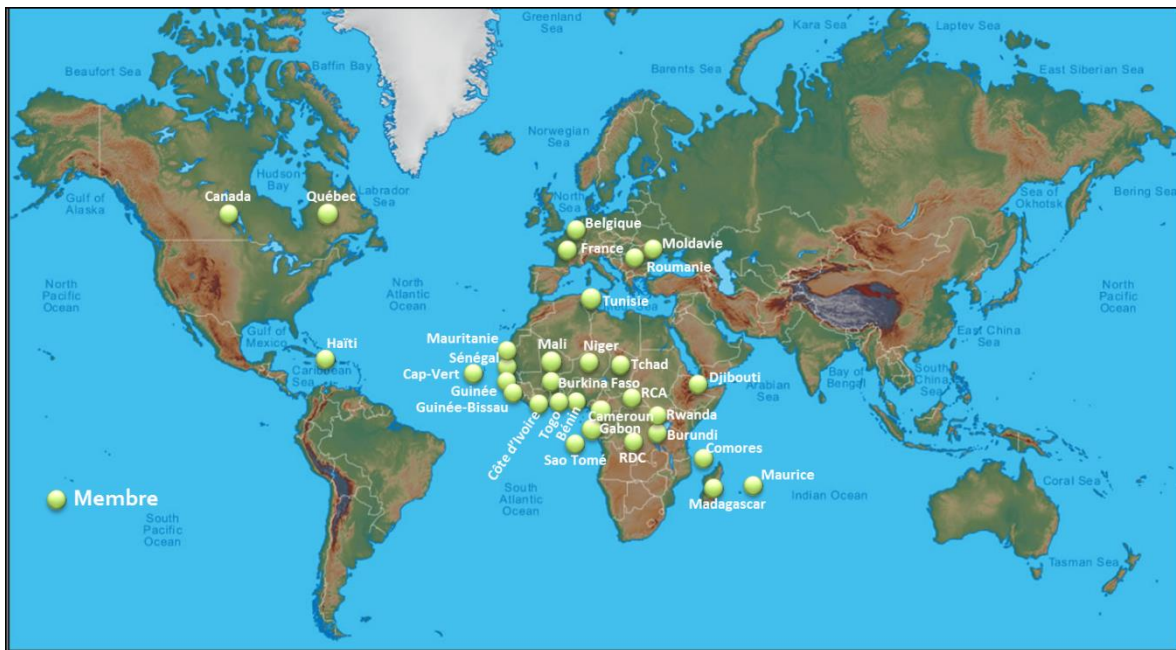 Greenland
Sea
Kara Sea
Laptev Sea
Beaufort Sea
Baffin Bay
Barents Sea
East Siberian Sea
Norwegian
Sea
Hudson
Bay
Labrador
Sea
Gulf of
Alaska
North
Sea
Sea of
Okhotsk
Bering Sea
Canada
Québec
Belgique
France
Moldavie
Roumanie
Tunisie
North
Pacific
Ocean
North
Atlantic
Ocean
North
Pacific
Ocean
Gulf of
Mexico
East China
Sea
Haïti
Caribbean
Sea
Mauritanie
Sénégal
Cap-Vert
Guinée
Guinée-Bissau
Mali
Niger
Tchad
Burkina Faso
RCA
Djibouti
Arabian
Sea
Bay of
Bengal
South
China
Sea
Côte d'Ivoire
Togo
Bénin
Cameroun
Gabon
Sao Tomé
RDC
Rwanda
Burundi
Comores
Maurice
Madagascar
Indian Ocean
Coral Sea
Membre
South
Pacific
Ocean
South
Atlantic
Ocean
Tasman Sea